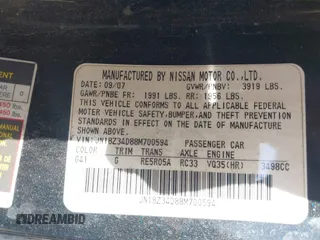 MANUFACTURED BY NISSAN MOTOR CO.,LTD.
DATE: 09/07 GVWR/PNBV 3919 LBS.
GAWR/PNBE FR: 1991 LBS. RR: 1956 LBS.
THIS VEHICLE CONFORMS TO ALL APPLICABLE FEDERAL
MOTOR VEHICLE SAFETY, BUMPER, AND THEFT PREVENTION
STANDARDS IN EFFECT ON THE DATE OF
MANUFACTURE SHOWN ABOVE.
VIN: JN1BZ34D88M700594 PASSENGER CAR
COLOR TRIM TRANS AXLE ENGINE
G41 G RE5R05A RC33 VQ35(HR) 3498CC
JN1BZ34D88M700594
DREAMBID